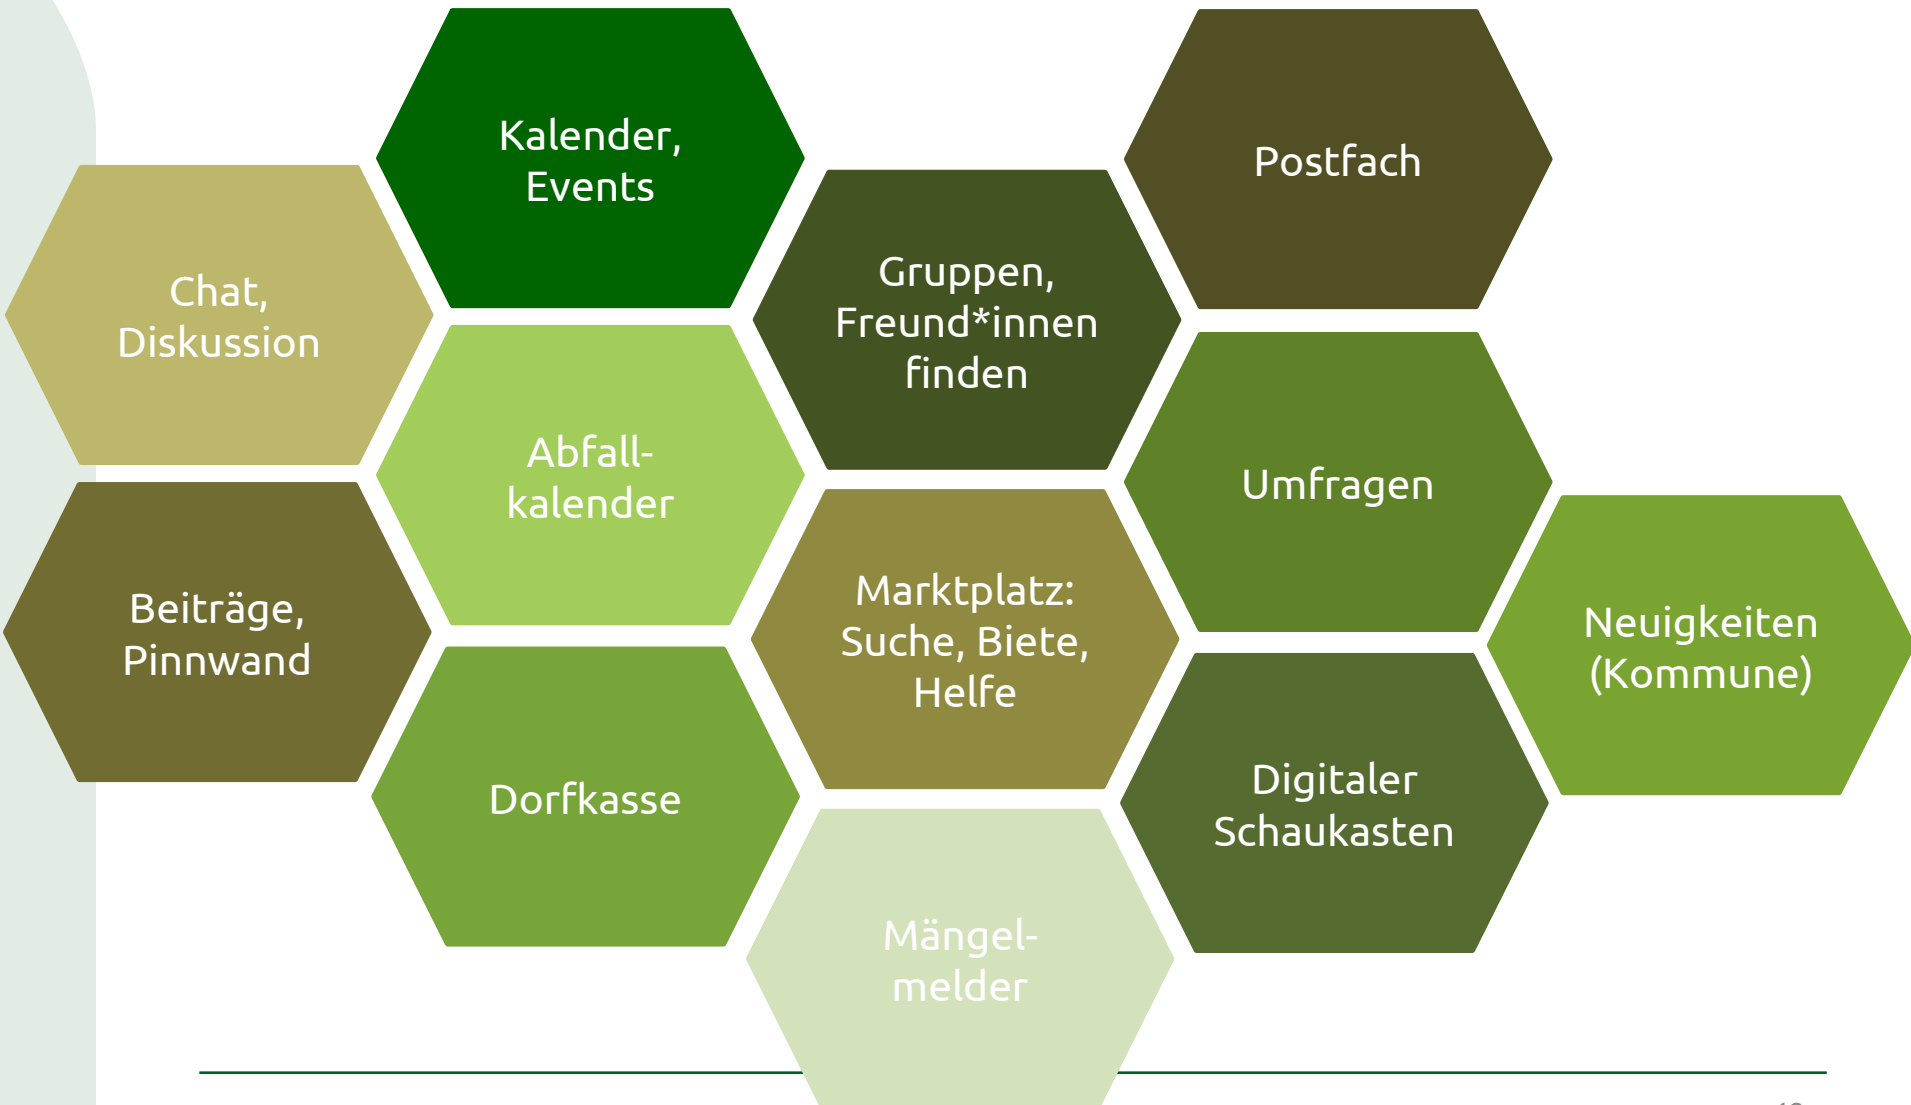 Kalender,
Events
Postfach
Chat,
Diskussion
Gruppen,
Freund*innen
finden
Abfall-
kalender
Umfragen
Beiträge,
Pinnwand
Marktplatz:
Suche, Biete,
Helfe
Neuigkeiten
(Kommune)
Dorfkasse
Digitaler
Schaukasten
Mängel-
melder